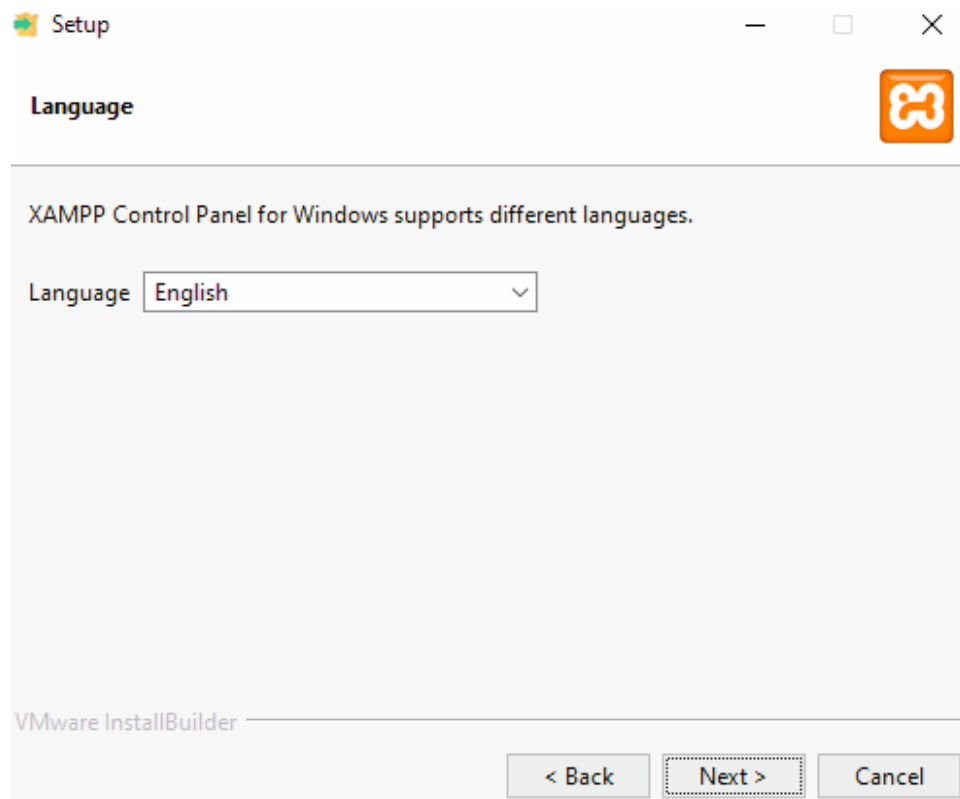 Setup
Language
XAMPP Control Panel for Windows supports different languages.
Language English
VMware InstallBuilder
< Back Next > Cancel